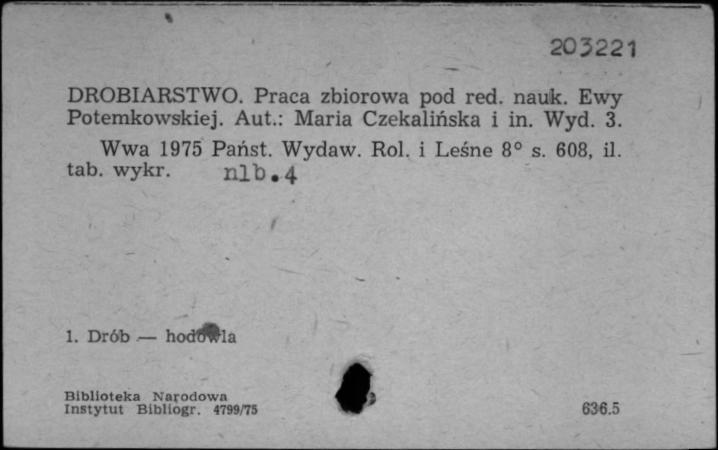 203221
DROBIARSTWO. Praca zbiorowa pod red. nauk. Ewy
Potemkowskiej. Aut.: Maria Czekalińska i in. Wyd. 3.
Wwa 1975 Państ. Wydaw. Rol. i Leśne 8° s. 608, il.
tab. wykr. nlb.4
1. Drób — hodowla
Biblioteka Narodowa
Instytut Bibliogr. 4799/75
636.5